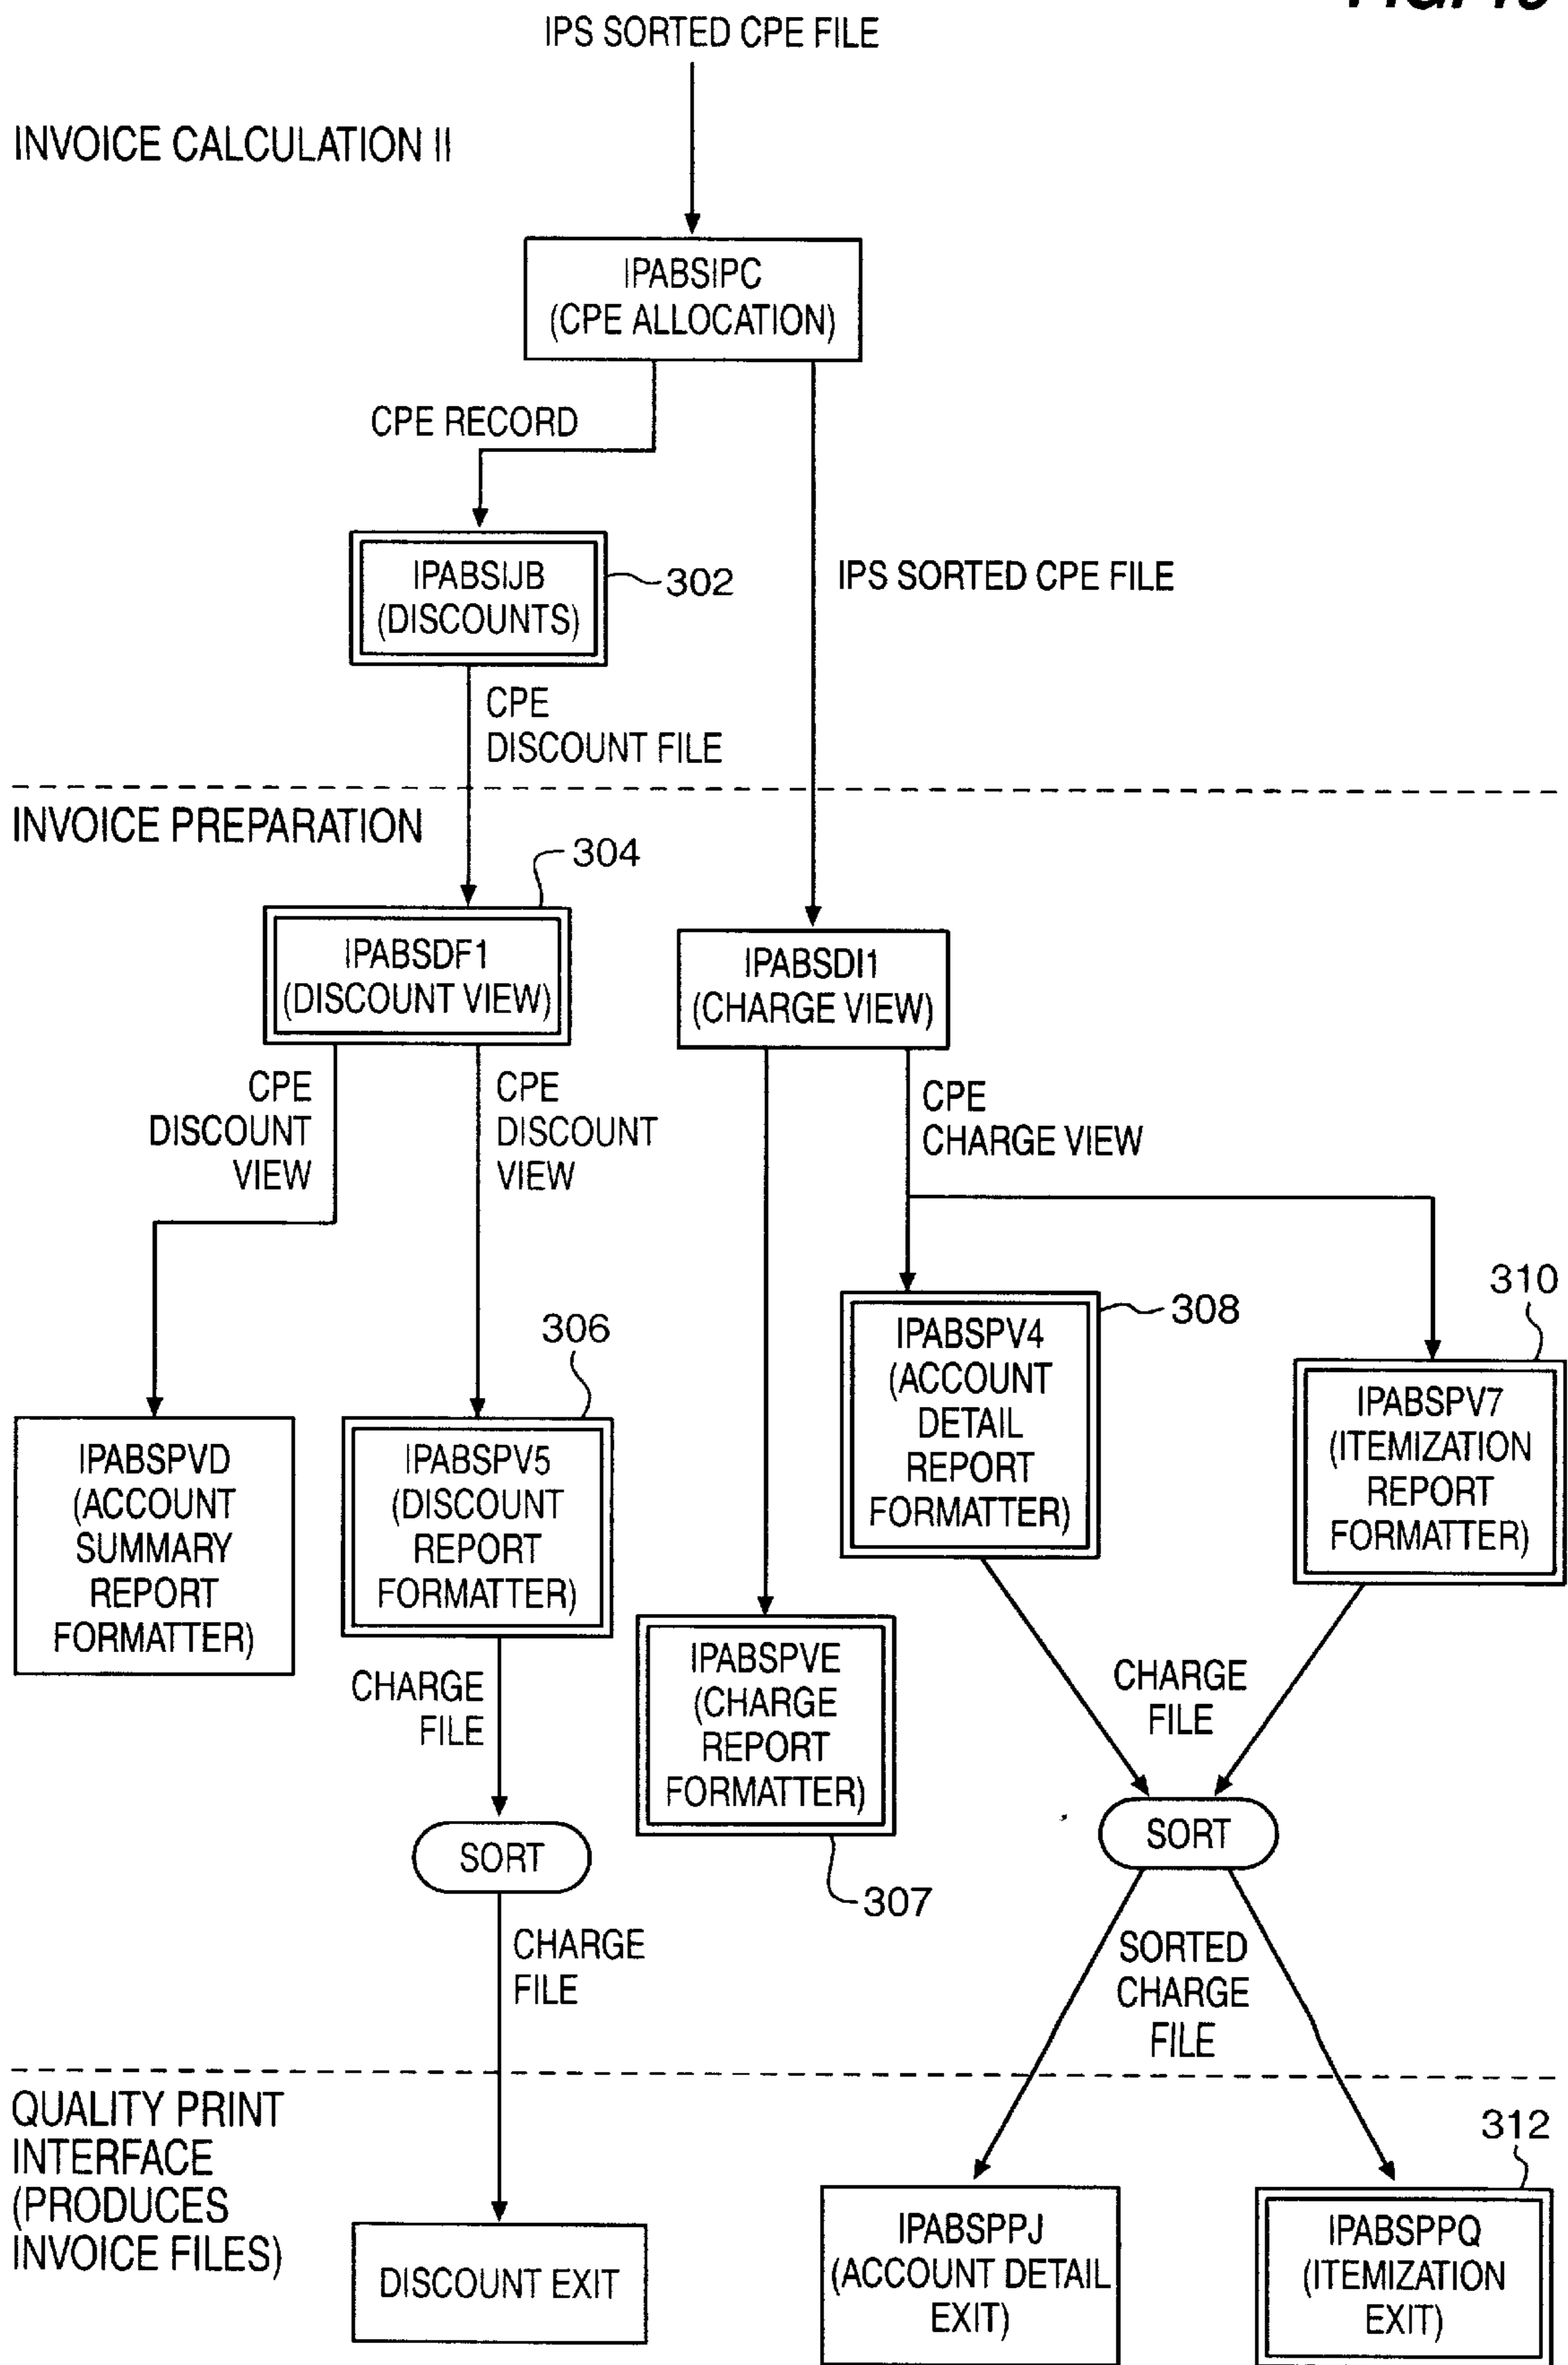 IPS SORTED CPE FILE
INVOICE CALCULATION II
IPABSIPC
(CPE ALLOCATION)
CPE RECORD
IPABSIJB
(DISCOUNTS)
302
IPS SORTED CPE FILE
CPE
DISCOUNT FILE
INVOICE PREPARATION
304
IPABSDF1
(DISCOUNT VIEW)
IPABSDI1
(CHARGE VIEW)
CPE
DISCOUNT
VIEW
CPE
DISCOUNT
VIEW
CPE
CHARGE VIEW
306
308
310
IPABSPVD
(ACCOUNT
SUMMARY
REPORT
FORMATTER)
IPABSPV5
(DISCOUNT
REPORT
FORMATTER)
IPABSPVE
(CHARGE
REPORT
FORMATTER)
307
IPABSPV4
(ACCOUNT
DETAIL
REPORT
FORMATTER)
IPABSPV7
(ITEMIZATION
REPORT
FORMATTER)
CHARGE
FILE
SORT
CHARGE
FILE
CHARGE
FILE
SORT
SORTED
CHARGE
FILE
QUALITY PRINT
INTERFACE
(PRODUCES
INVOICE FILES)
DISCOUNT EXIT
IPABSPPJ
(ACCOUNT DETAIL
EXIT)
312
IPABSPPQ
(ITEMIZATION
EXIT)